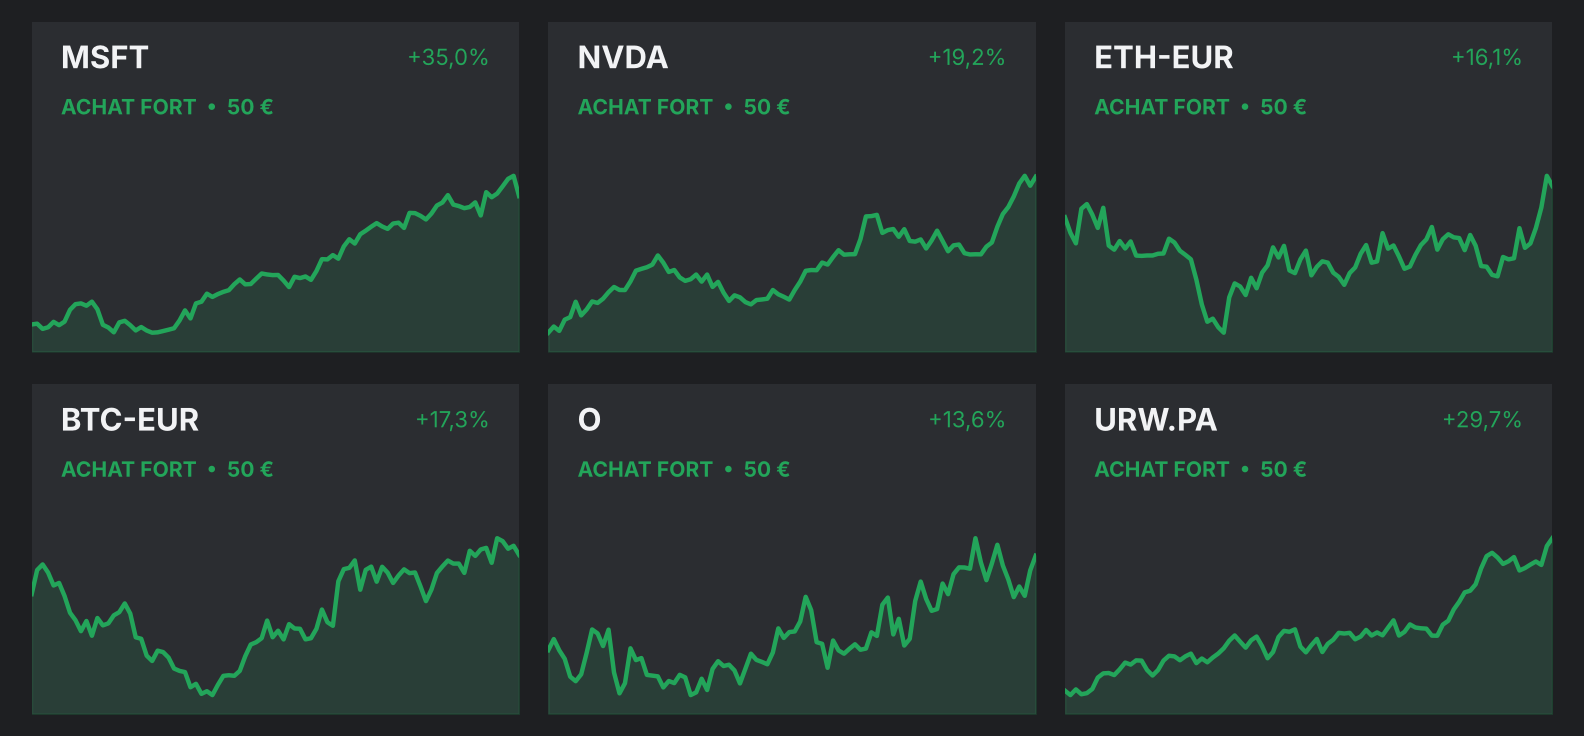 MSFT +35,0%
ACHAT FORT • 50 €
NVDA +19,2%
ACHAT FORT • 50 €
ETH-EUR +16,1%
ACHAT FORT • 50 €
BTC-EUR +17,3%
ACHAT FORT • 50 €
O +13,6%
ACHAT FORT • 50 €
URW.PA +29,7%
ACHAT FORT • 50 €